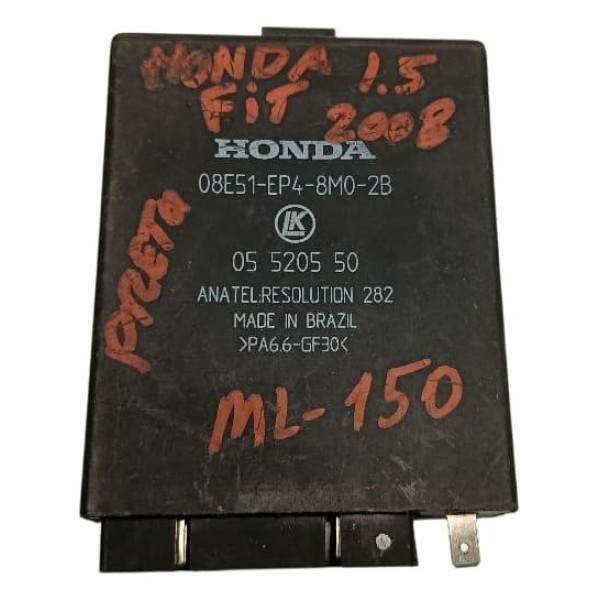 HONDA 1.5
FiT 2008
HONDA
08E51-EP4-8M0-2B
LK
05 5205 50
ANATEL:RESOLUTION 282
MADE IN BRAZIL
>PA6.6-GF30<
PRETO
ML-150